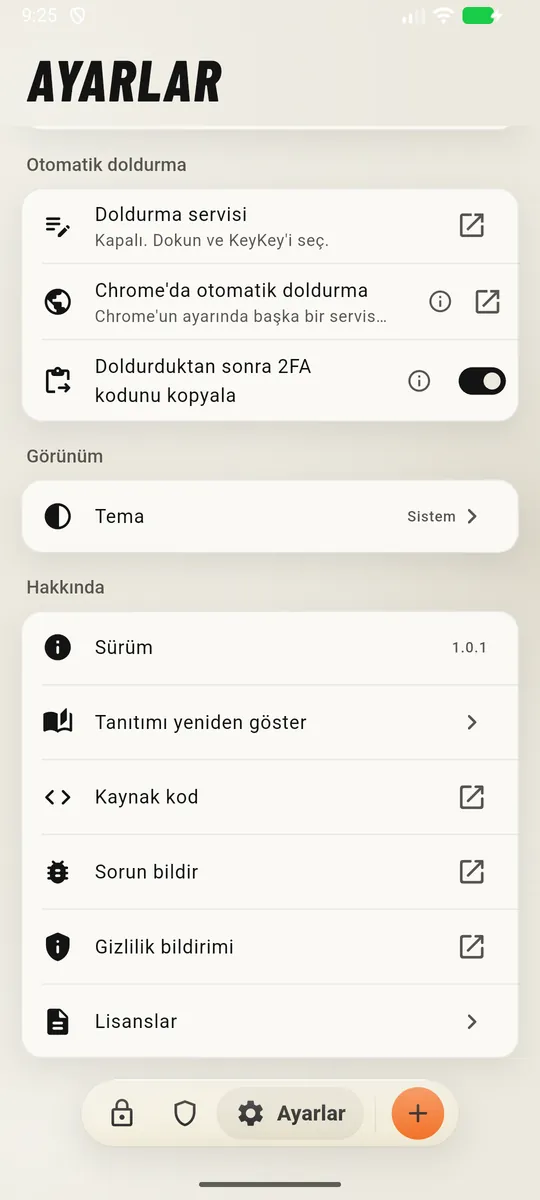 9:25
AYARLAR
Otomatik doldurma
Doldurma servisi
Kapalı. Dokun ve KeyKey'i seç.
Chrome'da otomatik doldurma
Chrome'un ayarında başka bir servis…
Doldurduktan sonra 2FA
kodunu kopyala
Görünüm
Tema
Sistem
Hakkında
Sürüm
1.0.1
Tanıtımı yeniden göster
Kaynak kod
Sorun bildir
Gizlilik bildirimi
Lisanslar
Ayarlar